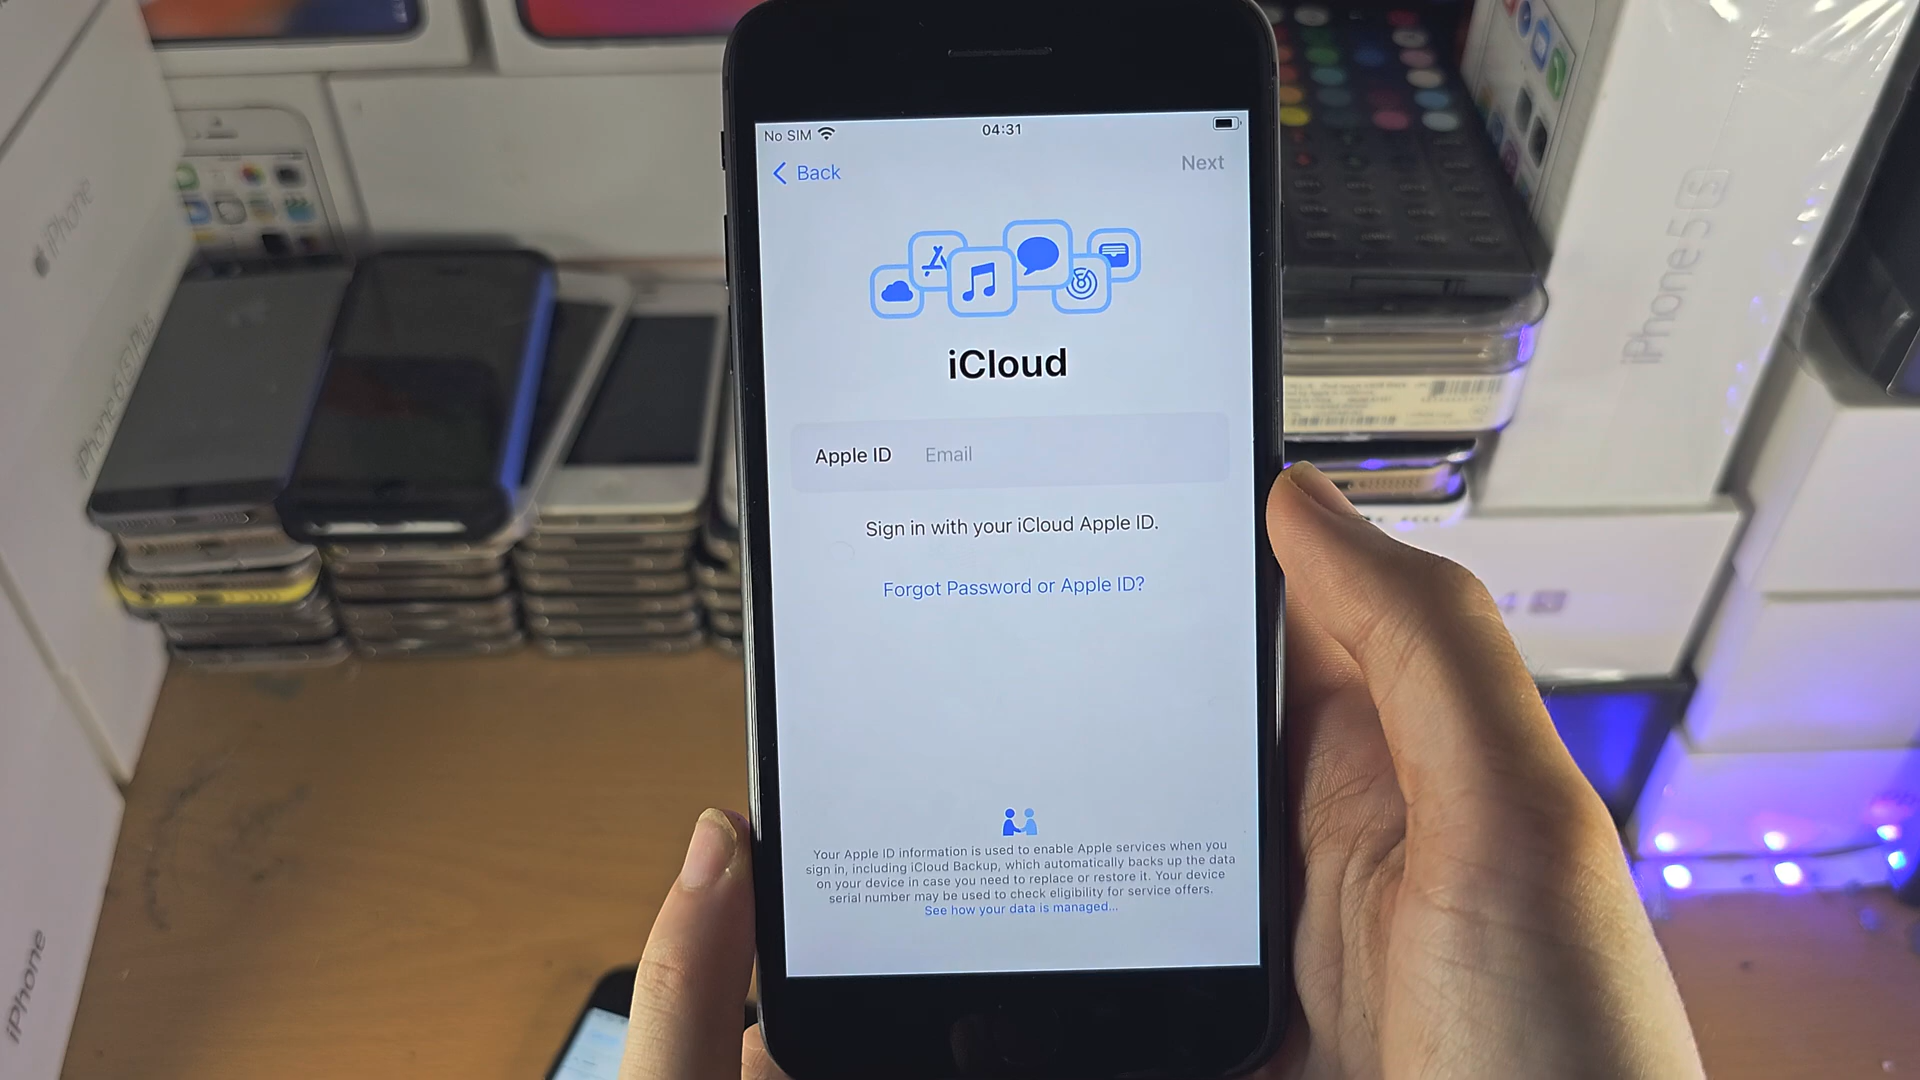 No SIM
04:31
Back
Next
iCloud
Apple ID
Email
Sign in with your iCloud Apple ID.
Forgot Password or Apple ID?
Your Apple ID information is used to enable Apple services when you
sign in, including iCloud Backup, which automatically backs up the data
on your device in case you need to replace or restore it. Your device
serial number may be used to check eligibility for service offers.
See how your data is managed...
iPhone
iPhone 6s Plus
iPhone
iPhone 5S